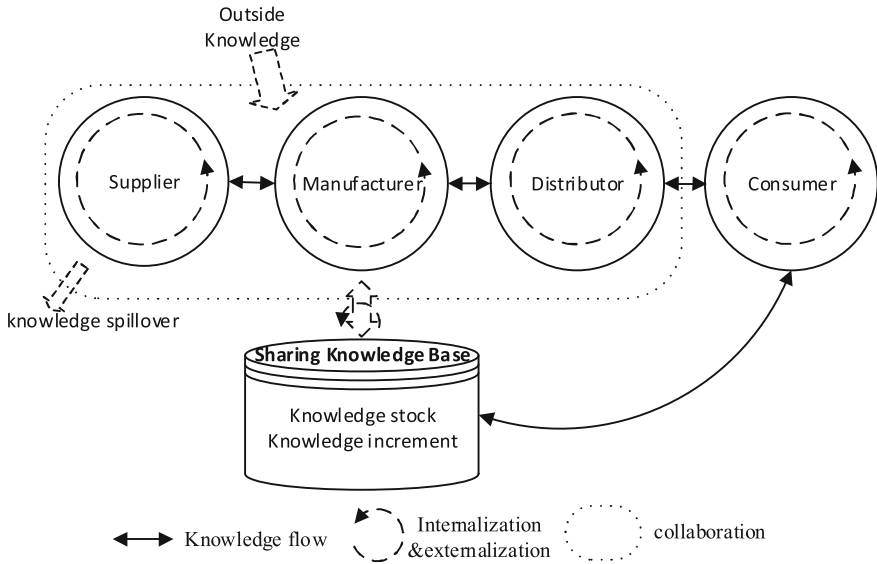 Outside
Knowledge
Supplier
Manufacturer
Distributor
Consumer
knowledge spillover
Sharing Knowledge Base
Knowledge stock
Knowledge increment
Knowledge flow
Internalization
&externalization
collaboration